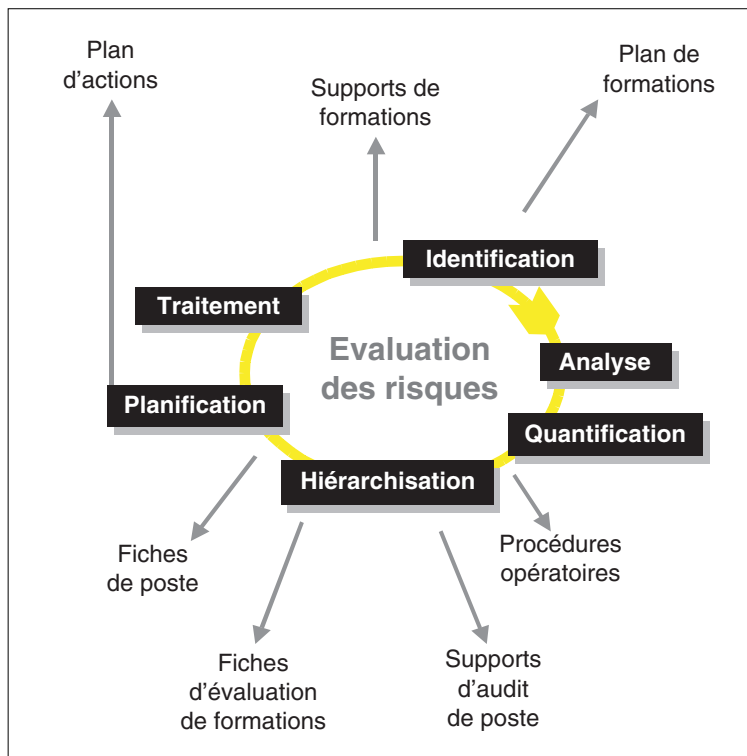 Plan
d'actions
Supports de
formations
Plan de
formations
Identification
Traitement
Evaluation
des risques
Analyse
Planification
Quantification
Hiérarchisation
Fiches
de poste
Procédures
opératoires
Fiches
d'évaluation
de formations
Supports
d'audit
de poste